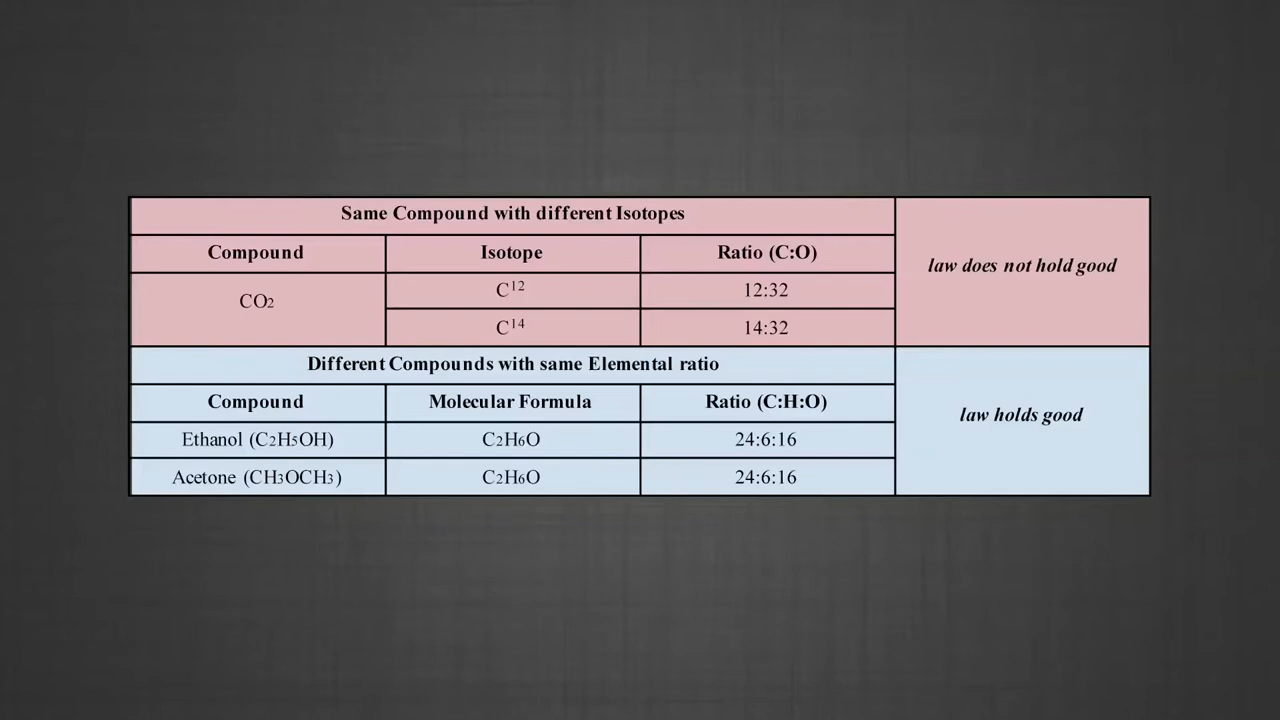 Same Compound with different Isotopes
law does not hold good
Compound Isotope Ratio (C:O)
CO₂
C¹² 12:32
C¹⁴ 14:32
Different Compounds with same Elemental ratio
law holds good
Compound Molecular Formula Ratio (C:H:O)
Ethanol (C₂H₅OH) C₂H₆O 24:6:16
Acetone (CH₃OCH₃) C₂H₆O 24:6:16